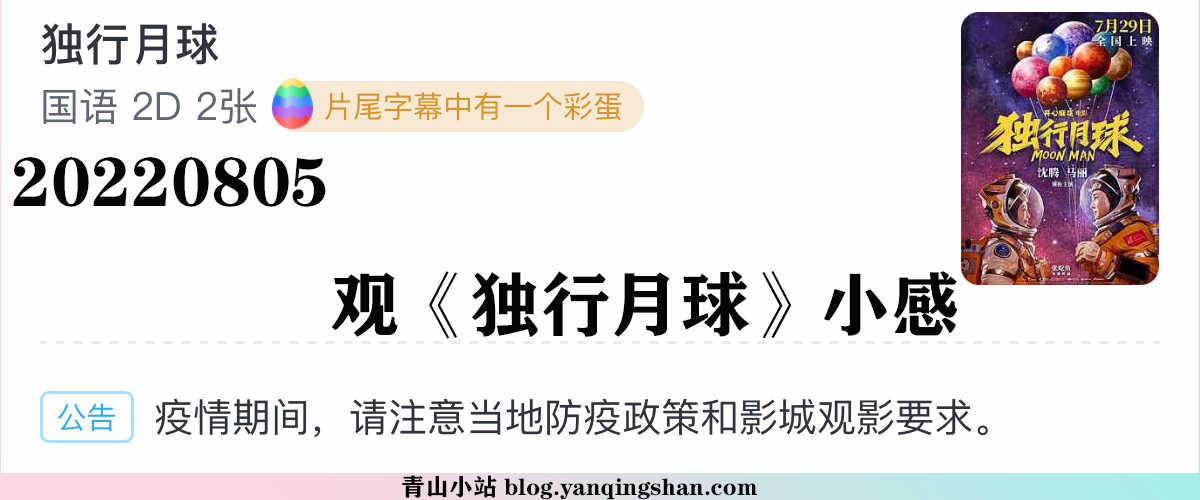 独行月球
国语 2D 2张 片尾字幕中有一个彩蛋
20220805
7月29日
全国上映
开心麻花 电影
独行月球
MOON MAN
沈腾 马丽
领衔主演
张吃鱼
观《独行月球》小感
公告 疫情期间，请注意当地防疫政策和影城观影要求。
青山小站 blog.yanqingshan.com